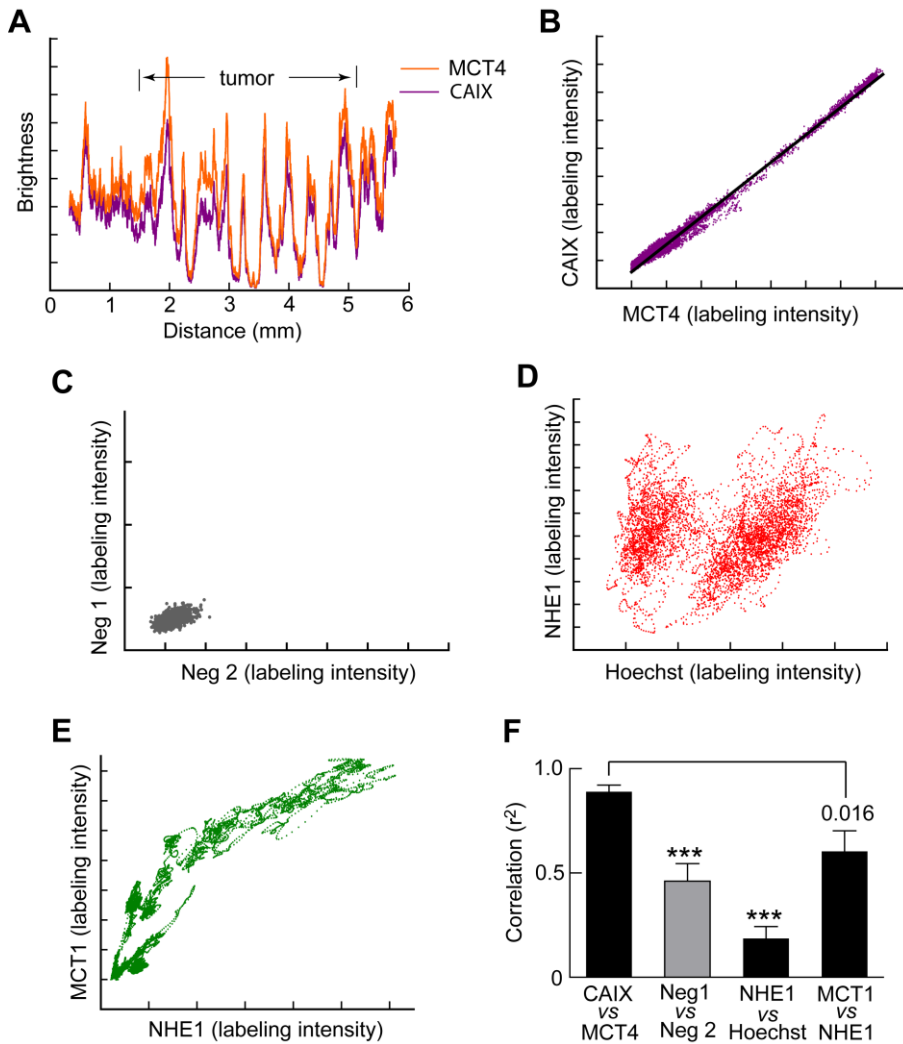 A
Brightness
tumor
MCT4
CAIX
0
1
2
3
4
5
6
Distance (mm)
B
CAIX (labeling intensity)
MCT4 (labeling intensity)
C
Neg 1 (labeling intensity)
Neg 2 (labeling intensity)
D
NHE1 (labeling intensity)
Hoechst (labeling intensity)
E
MCT1 (labeling intensity)
NHE1 (labeling intensity)
F
Correlation (r²)
1.0
0.5
0
***
***
0.016
CAIX
vs
MCT4
Neg1
vs
Neg 2
NHE1
vs
Hoechst
MCT1
vs
NHE1